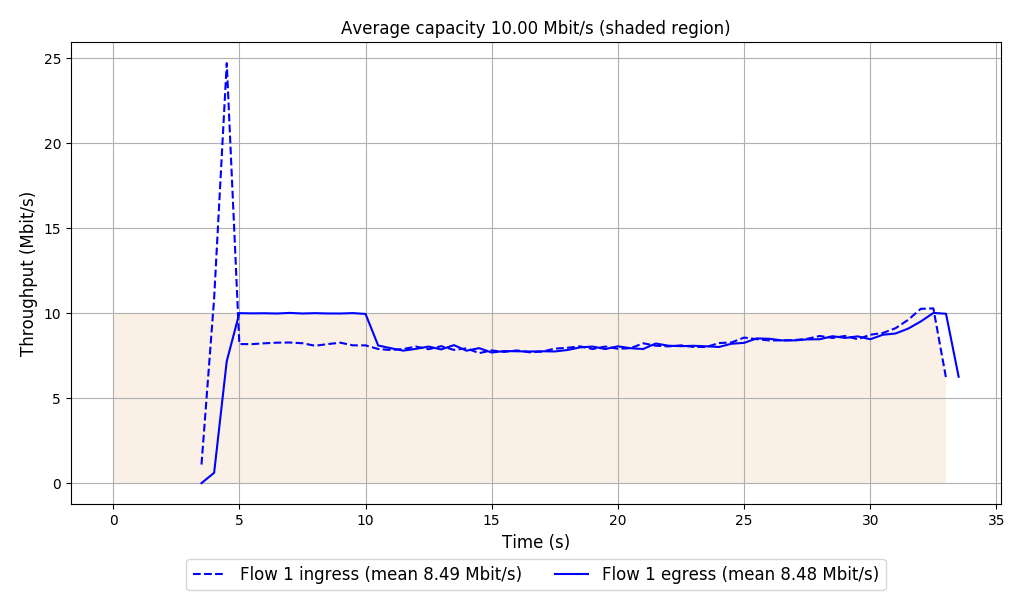 Average capacity 10.00 Mbit/s (shaded region)
25
20
15
10
5
0
Throughput (Mbit/s)
0 5 10 15 20 25 30 35
Time (s)
Flow 1 ingress (mean 8.49 Mbit/s) Flow 1 egress (mean 8.48 Mbit/s)